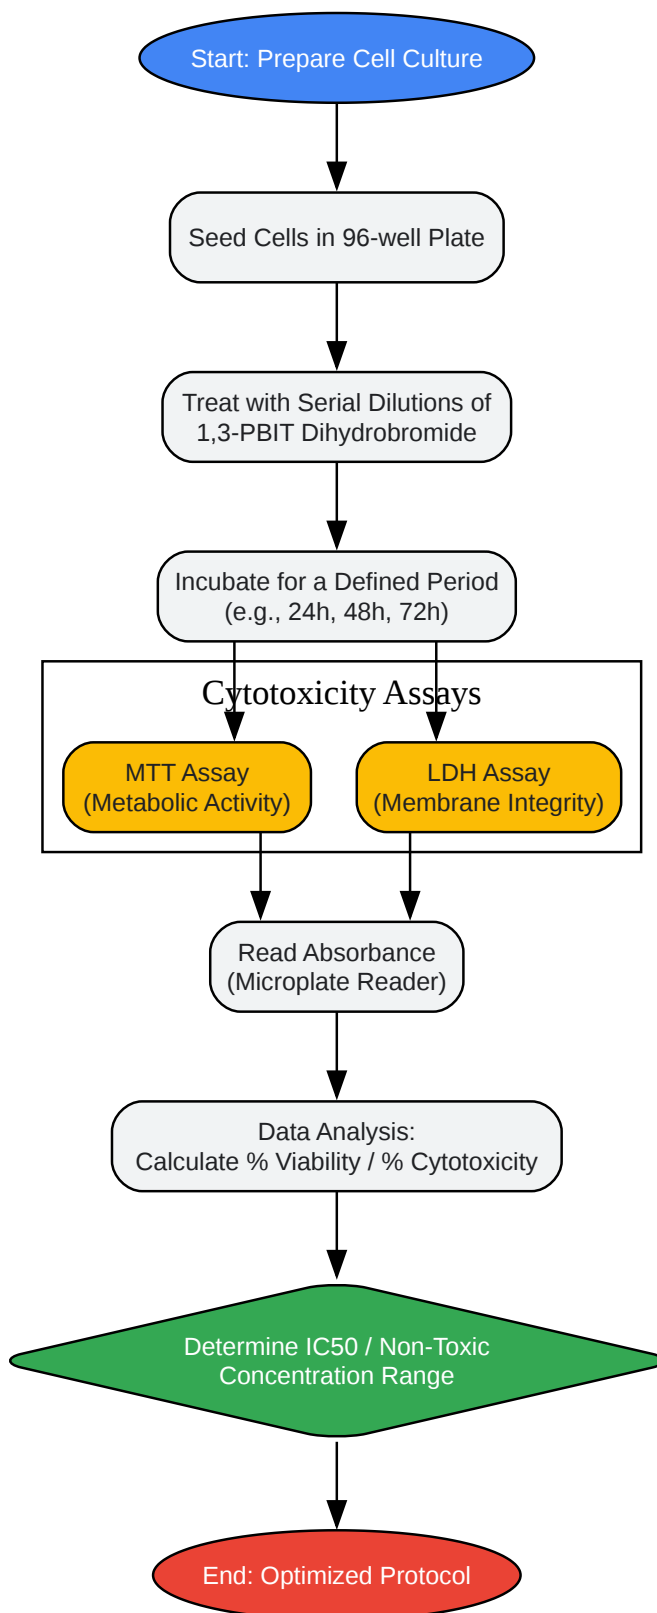 Start: Prepare Cell Culture
Seed Cells in 96-well Plate
Treat with Serial Dilutions of
1,3-PBIT Dihydrobromide
Incubate for a Defined Period
(e.g., 24h, 48h, 72h)
Cytotoxicity Assays
MTT Assay
(Metabolic Activity)
LDH Assay
(Membrane Integrity)
Read Absorbance
(Microplate Reader)
Data Analysis:
Calculate % Viability / % Cytotoxicity
Determine IC50 / Non-Toxic
Concentration Range
End: Optimized Protocol